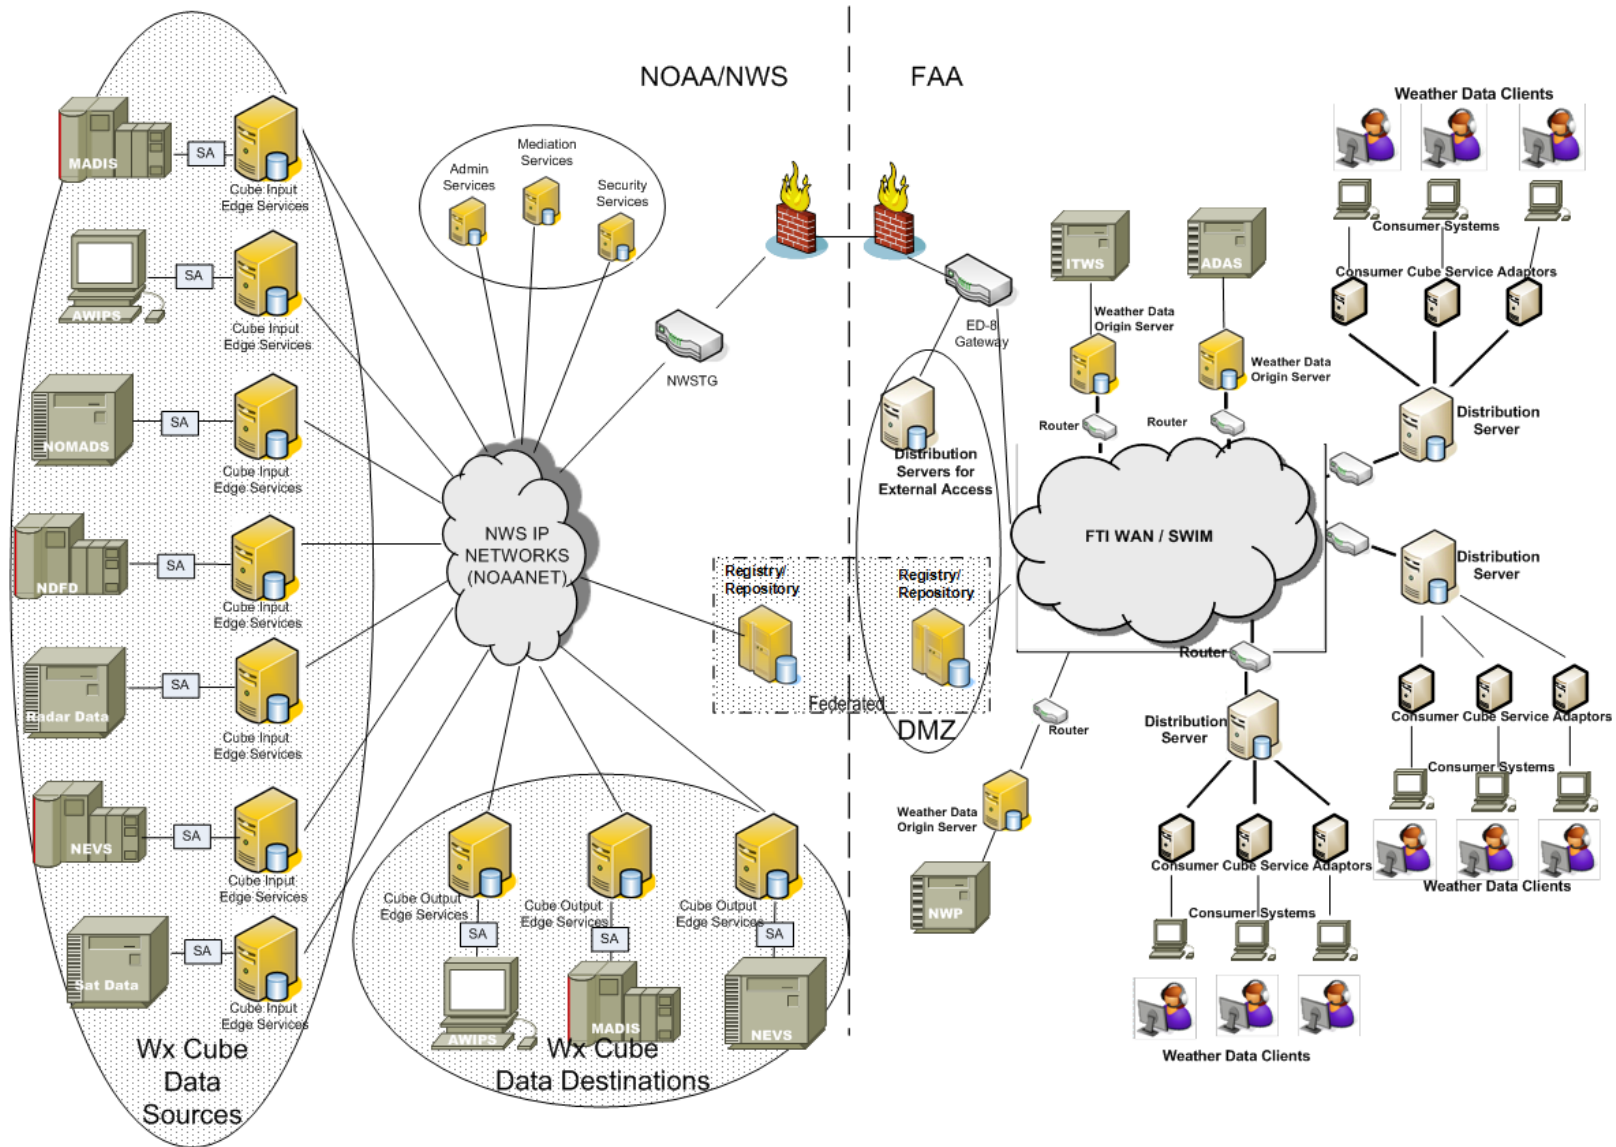 NOAA/NWS
FAA
MADIS
SA
Cube Input
Edge Services
AWIPS
SA
Cube Input
Edge Services
NOMADS
SA
Cube Input
Edge Services
NDFD
SA
Cube Input
Edge Services
Radar Data
SA
Cube Input
Edge Services
NEVS
SA
Cube Input
Edge Services
Sat Data
SA
Cube Input
Edge Services
Wx Cube
Data
Sources
Admin
Services
Mediation
Services
Security
Services
NWSTG
NWS IP
NETWORKS
(NOAANET)
Registry/
Repository
Registry/
Repository
Federated
DMZ
Cube Output
Edge Services
SA
AWIPS
Cube Output
Edge Services
SA
MADIS
Cube Output
Edge Services
SA
NEVS
Wx Cube
Data Destinations
ED-8
Gateway
Distribution
Servers for
External Access
ITWS
Weather Data
Origin Server
Router
ADAS
Weather Data
Origin Server
Router
FTI WAN / SWIM
Router
Weather Data
Origin Server
NWP
Router
Distribution
Server
Consumer Cube Service Adaptors
Consumer Systems
Weather Data Clients
Weather Data Clients
Consumer Systems
Consumer Cube Service Adaptors
Distribution
Server
Distribution
Server
Consumer Cube Service Adaptors
Consumer Systems
Weather Data Clients